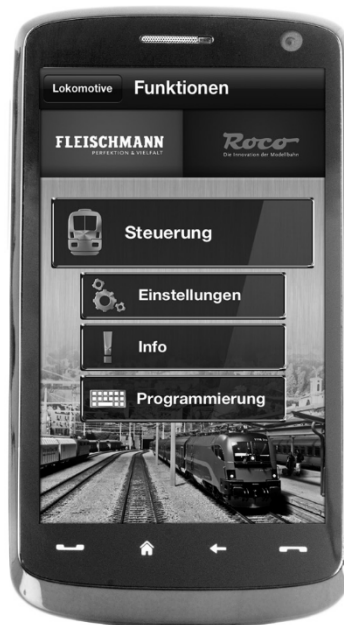 Lokomotive
Funktionen
FLEISCHMANN
PERFEKTION & VIELFALT
Roco
Die Innovation der Modellbahn
Steuerung
Einstellungen
Info
Programmierung